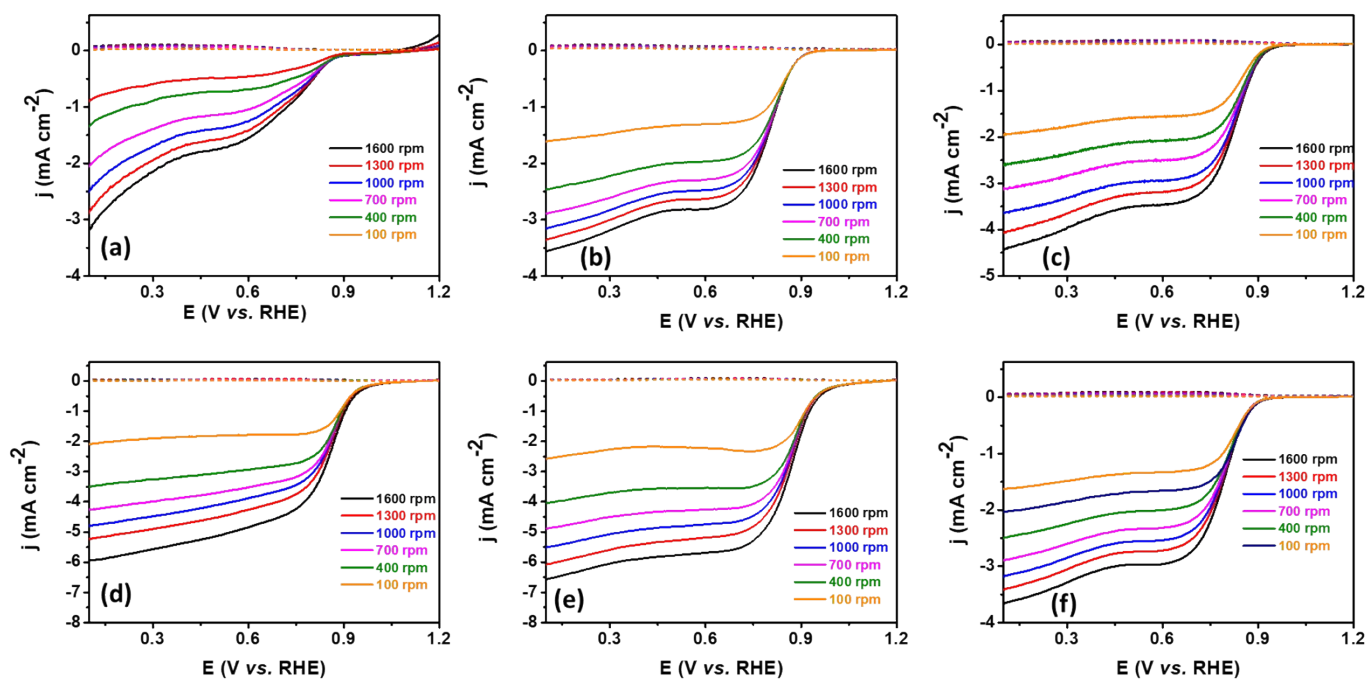 0
-1
-2
-3
-4
j (mA cm-2)
1600 rpm
1300 rpm
1000 rpm
700 rpm
400 rpm
100 rpm
(a)
0.3
0.6
0.9
1.2
E (V vs. RHE)
0
-1
-2
-3
-4
j (mA cm-2)
1600 rpm
1300 rpm
1000 rpm
700 rpm
400 rpm
100 rpm
(b)
0.3
0.6
0.9
1.2
E (V vs. RHE)
0
-1
-2
-3
-4
-5
j (mA cm-2)
1600 rpm
1300 rpm
1000 rpm
700 rpm
400 rpm
100 rpm
(c)
0.3
0.6
0.9
1.2
E (V vs. RHE)
0
-1
-2
-3
-4
-5
-6
-7
-8
j (mA cm-2)
1600 rpm
1300 rpm
1000 rpm
700 rpm
400 rpm
100 rpm
(d)
0.3
0.6
0.9
1.2
E (V vs. RHE)
0
-1
-2
-3
-4
-5
-6
-7
-8
j (mA cm-2)
1600 rpm
1300 rpm
1000 rpm
700 rpm
400 rpm
100 rpm
(e)
0.3
0.6
0.9
1.2
E (V vs. RHE)
0
-1
-2
-3
-4
j (mA cm-2)
1600 rpm
1300 rpm
1000 rpm
700 rpm
400 rpm
100 rpm
(f)
0.3
0.6
0.9
1.2
E (V vs. RHE)